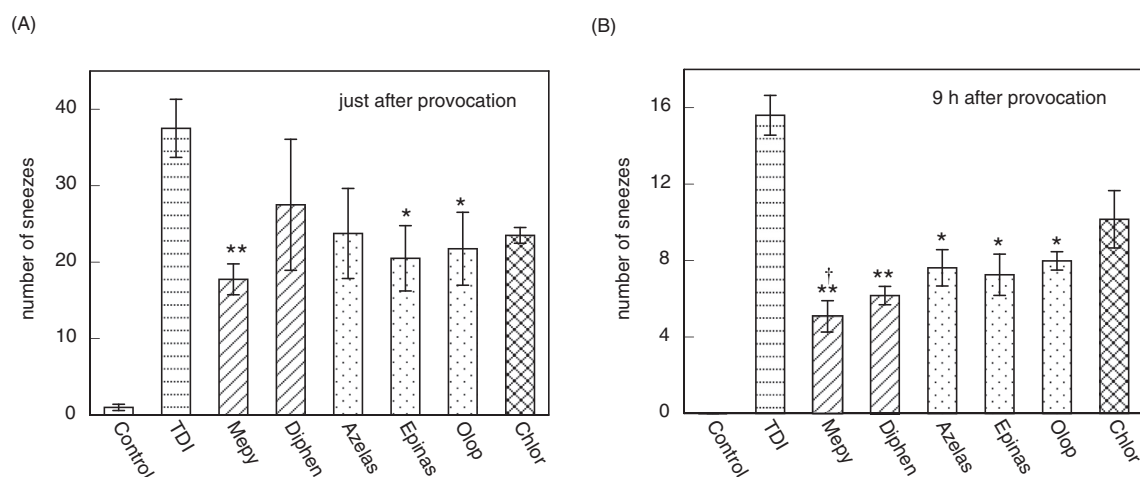 (A)
(B)
just after provocation
9 h after provocation
number of sneezes
40
30
20
10
0
**
*
*
Control
TDI
Mepy
Diphen
Azelas
Epinas
Olop
Chlor
number of sneezes
16
12
8
4
0
†
**
**
*
*
*
Control
TDI
Mepy
Diphen
Azelas
Epinas
Olop
Chlor